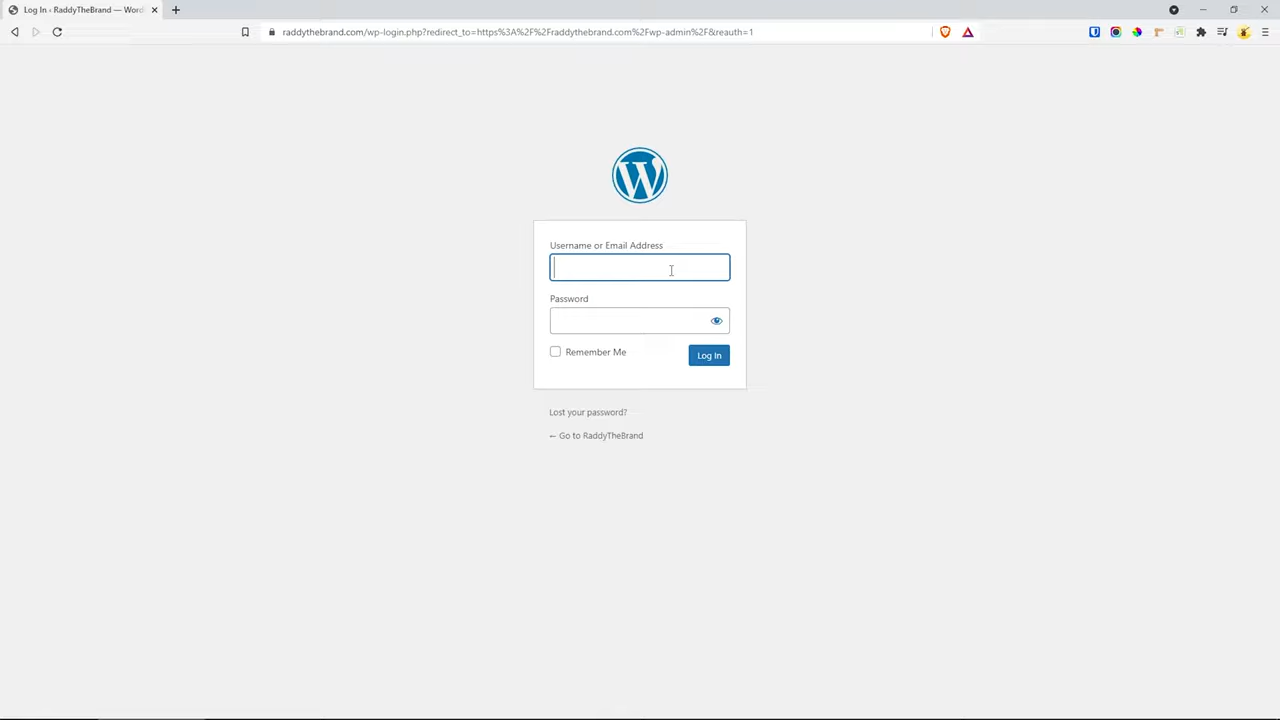 Log In ‹ RaddyTheBrand — Word
raddythebrand.com/wp-login.php?redirect_to=https%3A%2F%2Fraddythebrand.com%2Fwp-admin%2F&reauth=1
Username or Email Address
Password
Remember Me
Log In
Lost your password?
← Go to RaddyTheBrand